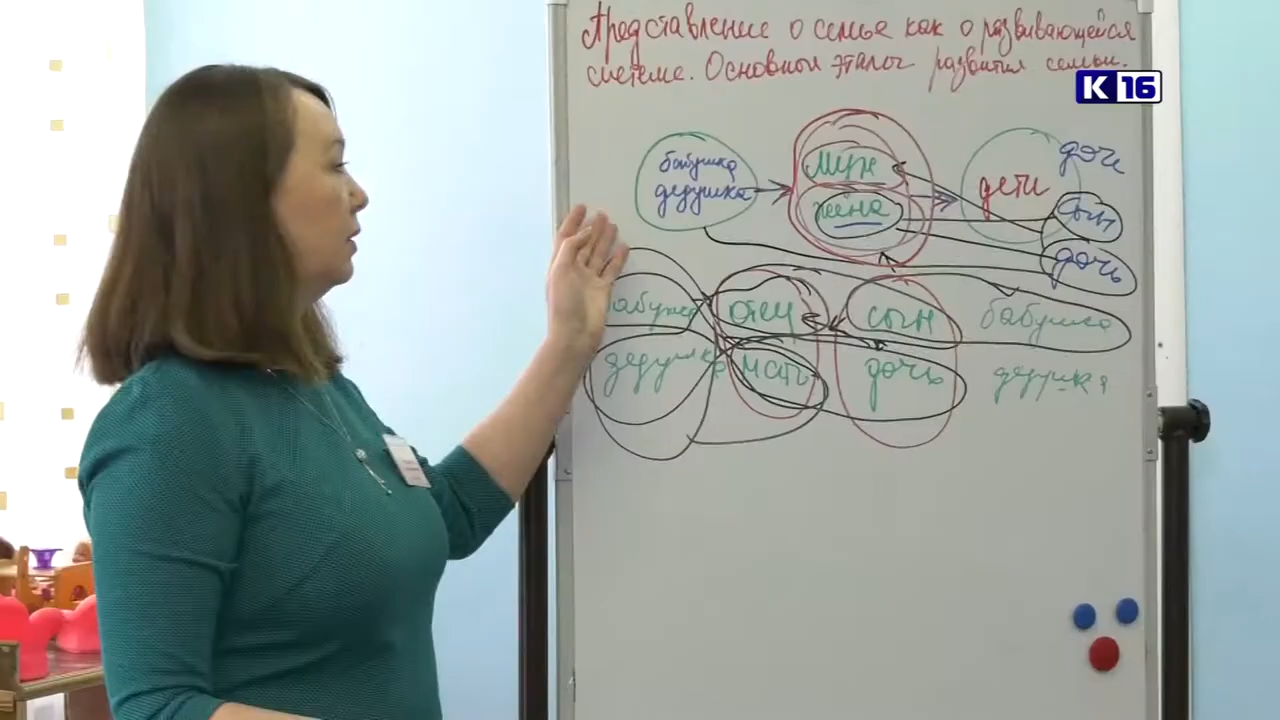 Представление о семье как о развивающейся
системе. Основные этапы развития семьи.
К 16
бабушка муж дети дочь
дедушка жена сын
дочь
бабушка отец сын бабушка
дедушка мать дочь дедушка